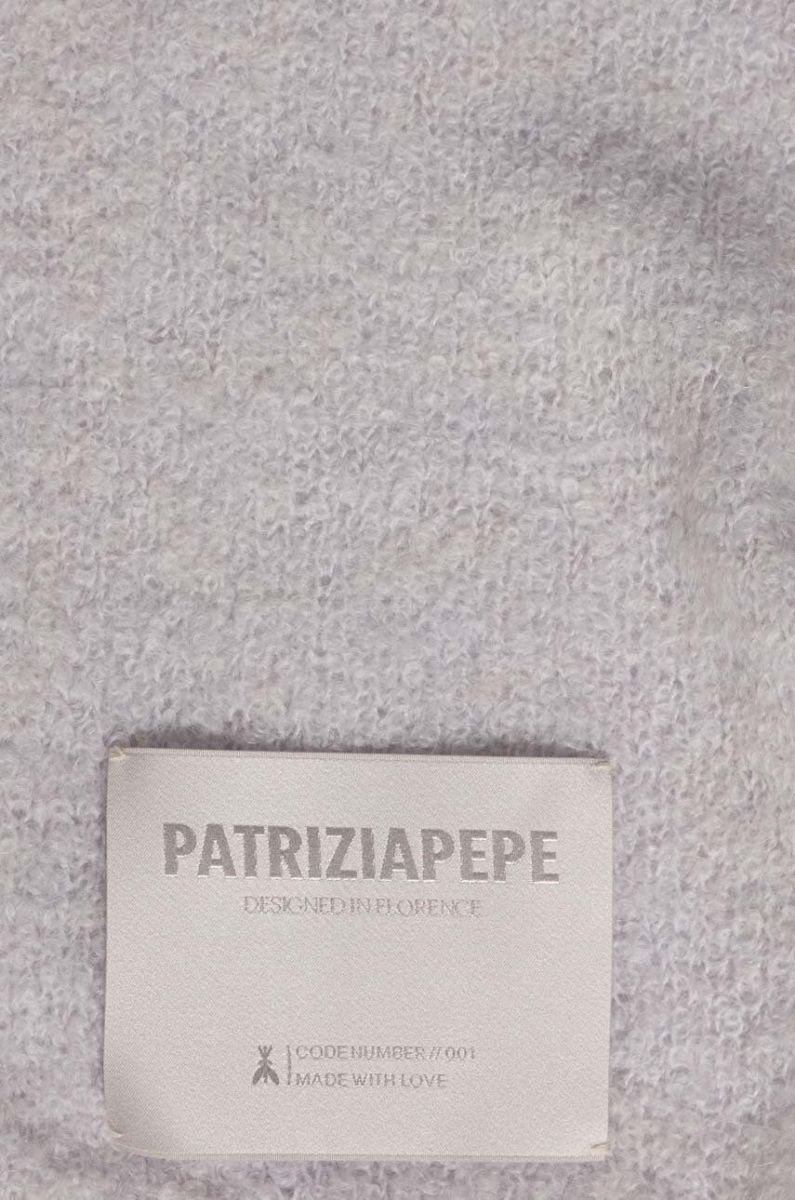 PATRIZIAPEPE
DESIGNED IN FLORENCE
CODE NUMBER // 001
MADE WITH LOVE